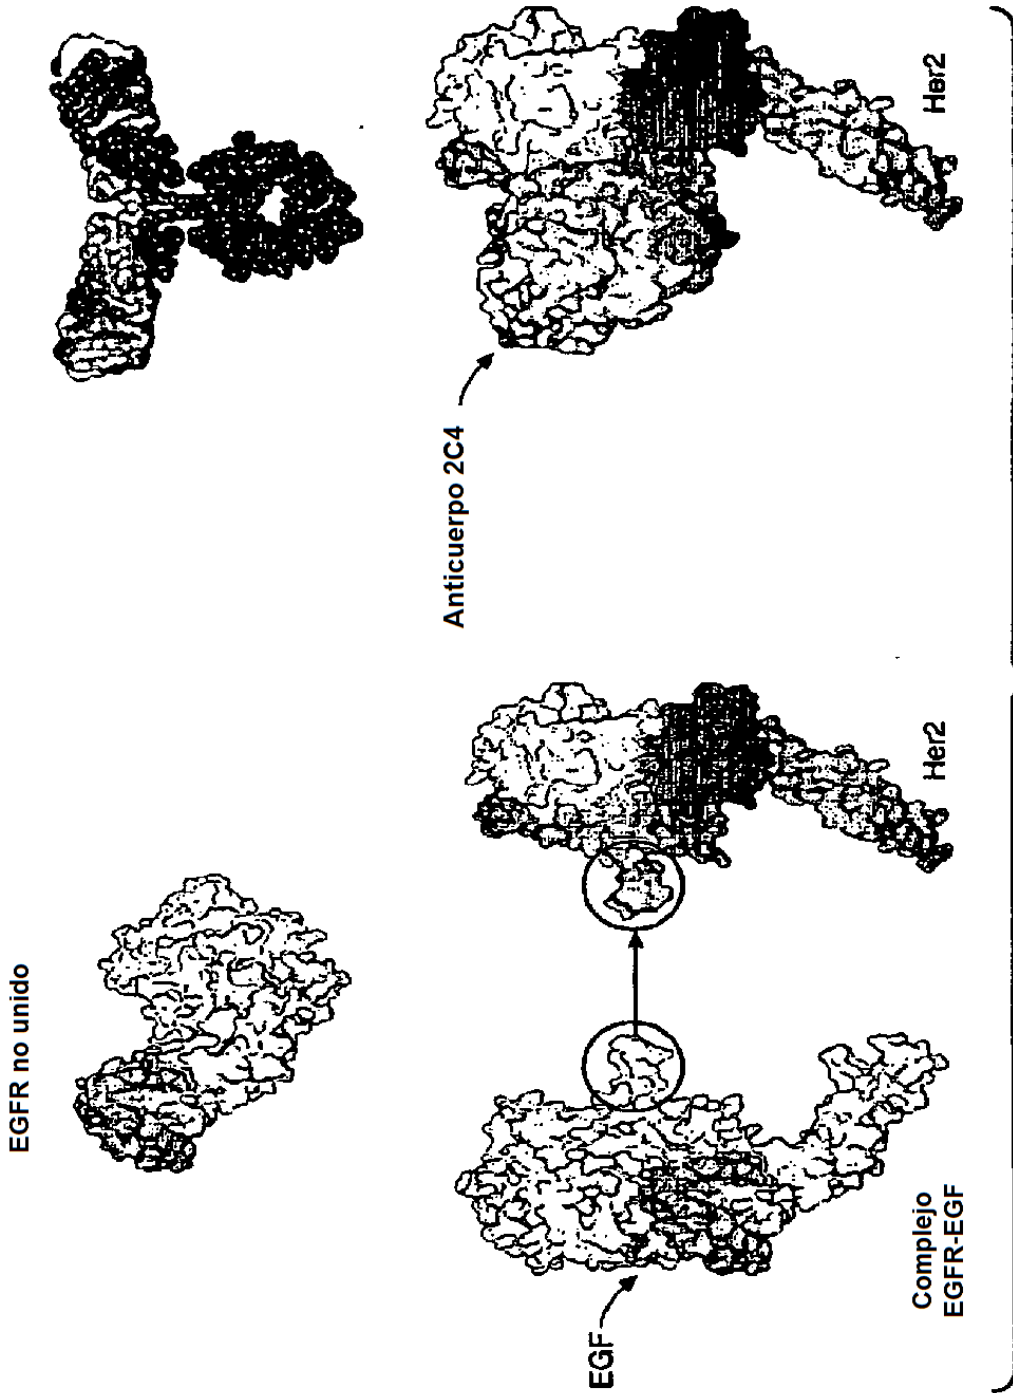 EGFR no unido
Anticuerpo 2C4
EGF
Complejo
EGFR-EGF
Her2
Her2